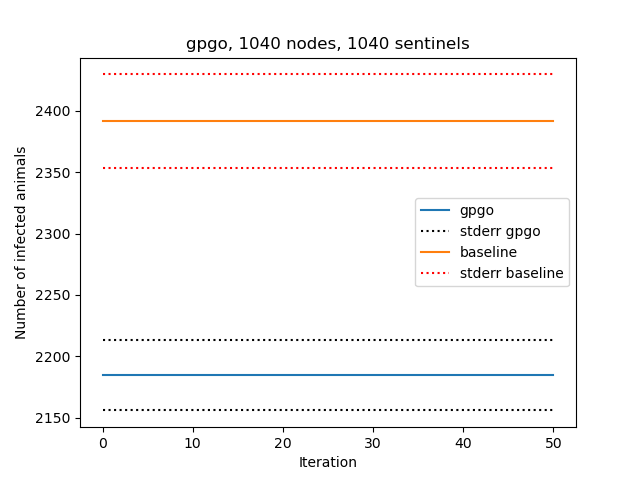 gpgo, 1040 nodes, 1040 sentinels
Number of infected animals
2400
2350
2300
2250
2200
2150
gpgo
stderr gpgo
baseline
stderr baseline
0 10 20 30 40 50
Iteration